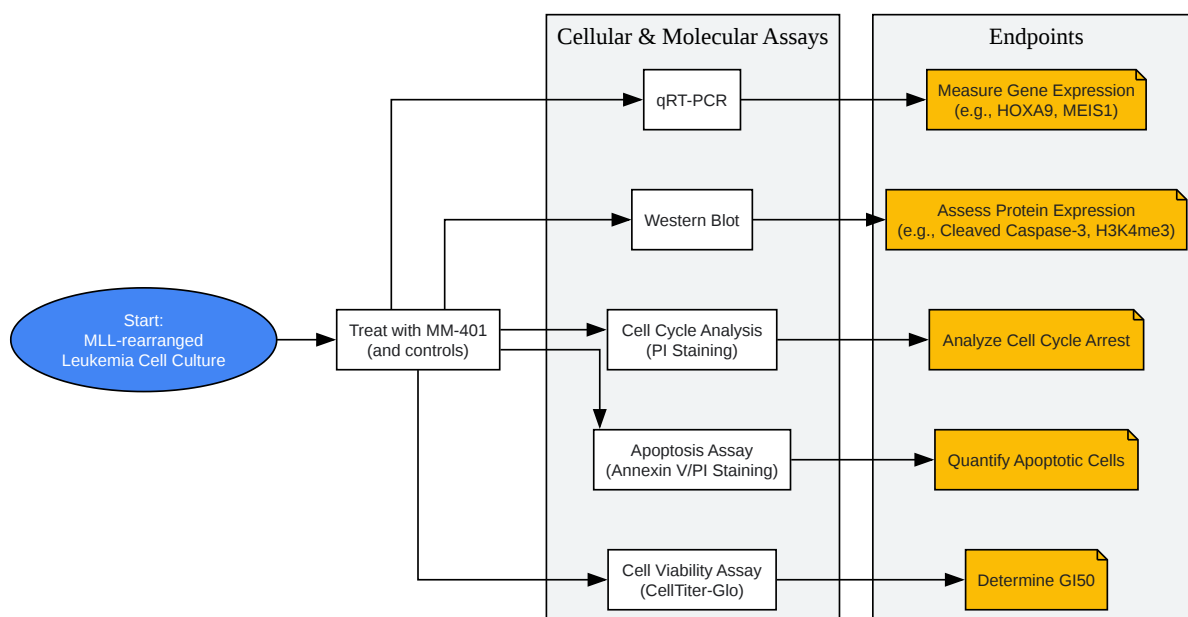 Cellular & Molecular Assays
Endpoints
qRT-PCR
Measure Gene Expression
(e.g., HOXA9, MEIS1)
Western Blot
Assess Protein Expression
(e.g., Cleaved Caspase-3, H3K4me3)
Start:
MLL-rearranged
Leukemia Cell Culture
Treat with MM-401
(and controls)
Cell Cycle Analysis
(PI Staining)
Analyze Cell Cycle Arrest
Apoptosis Assay
(Annexin V/PI Staining)
Quantify Apoptotic Cells
Cell Viability Assay
(CellTiter-Glo)
Determine GI50